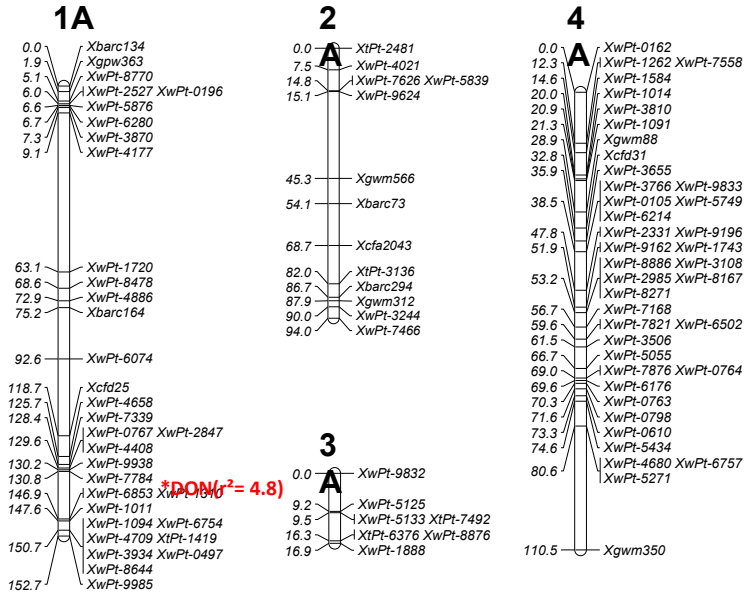 1A
0.0 Xbarc134
1.9 Xgpw363
5.1 XwPt-8770
6.0 XwPt-2527 XwPt-0196
6.6 XwPt-5876
6.7 XwPt-6280
7.3 XwPt-3870
9.1 XwPt-4177
63.1 XwPt-1720
68.6 XwPt-8478
72.9 XwPt-4886
75.2 Xbarc164
92.6 XwPt-6074
118.7 Xcfd25
125.7 XwPt-4658
128.4 XwPt-7339
129.6 XwPt-0767 XwPt-2847
XwPt-4408
130.2 XwPt-9938
130.8 XwPt-7784
146.9 XwPt-6853
*DON(r²= 4.8)
147.6 XwPt-1011
XwPt-1094 XwPt-6754
150.7 XwPt-4709 XtPt-1419
XwPt-3934 XwPt-0497
XwPt-8644
152.7 XwPt-9985
2
A
0.0 XtPt-2481
7.5 XwPt-4021
14.8 XwPt-7626 XwPt-5839
15.1 XwPt-9624
45.3 Xgwm566
54.1 Xbarc73
68.7 Xcfa2043
82.0 XtPt-3136
86.7 Xbarc294
87.9 Xgwm312
90.0 XwPt-3244
94.0 XwPt-7466
3
A
0.0 XwPt-9832
9.2 XwPt-5125
9.5 XwPt-5133 XtPt-7492
16.3 XtPt-6376 XwPt-8876
16.9 XwPt-1888
4
A
0.0 XwPt-0162
12.3 XwPt-1262 XwPt-7558
14.6 XwPt-1584
20.0 XwPt-1014
20.9 XwPt-3810
21.3 XwPt-1091
28.9 Xgwm88
32.8 Xcfd31
35.9 XwPt-3655
XwPt-3766 XwPt-9833
38.5 XwPt-0105 XwPt-5749
XwPt-6214
47.8 XwPt-2331 XwPt-9196
51.9 XwPt-9162 XwPt-1743
XwPt-8886 XwPt-3108
53.2 XwPt-2985 XwPt-8167
XwPt-8271
56.7 XwPt-7168
59.6 XwPt-7821 XwPt-6502
61.5 XwPt-3506
66.7 XwPt-5055
69.0 XwPt-7876 XwPt-0764
69.6 XwPt-6176
70.3 XwPt-0763
71.6 XwPt-0798
73.3 XwPt-0610
74.6 XwPt-5434
80.6 XwPt-4680 XwPt-6757
XwPt-5271
110.5 Xgwm350